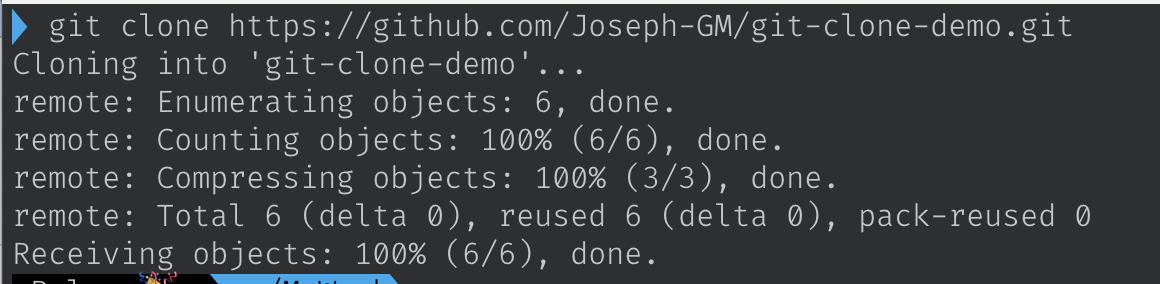 git clone https://github.com/Joseph-GM/git-clone-demo.git
Cloning into 'git-clone-demo'...
remote: Enumerating objects: 6, done.
remote: Counting objects: 100% (6/6), done.
remote: Compressing objects: 100% (3/3), done.
remote: Total 6 (delta 0), reused 6 (delta 0), pack-reused 0
Receiving objects: 100% (6/6), done.